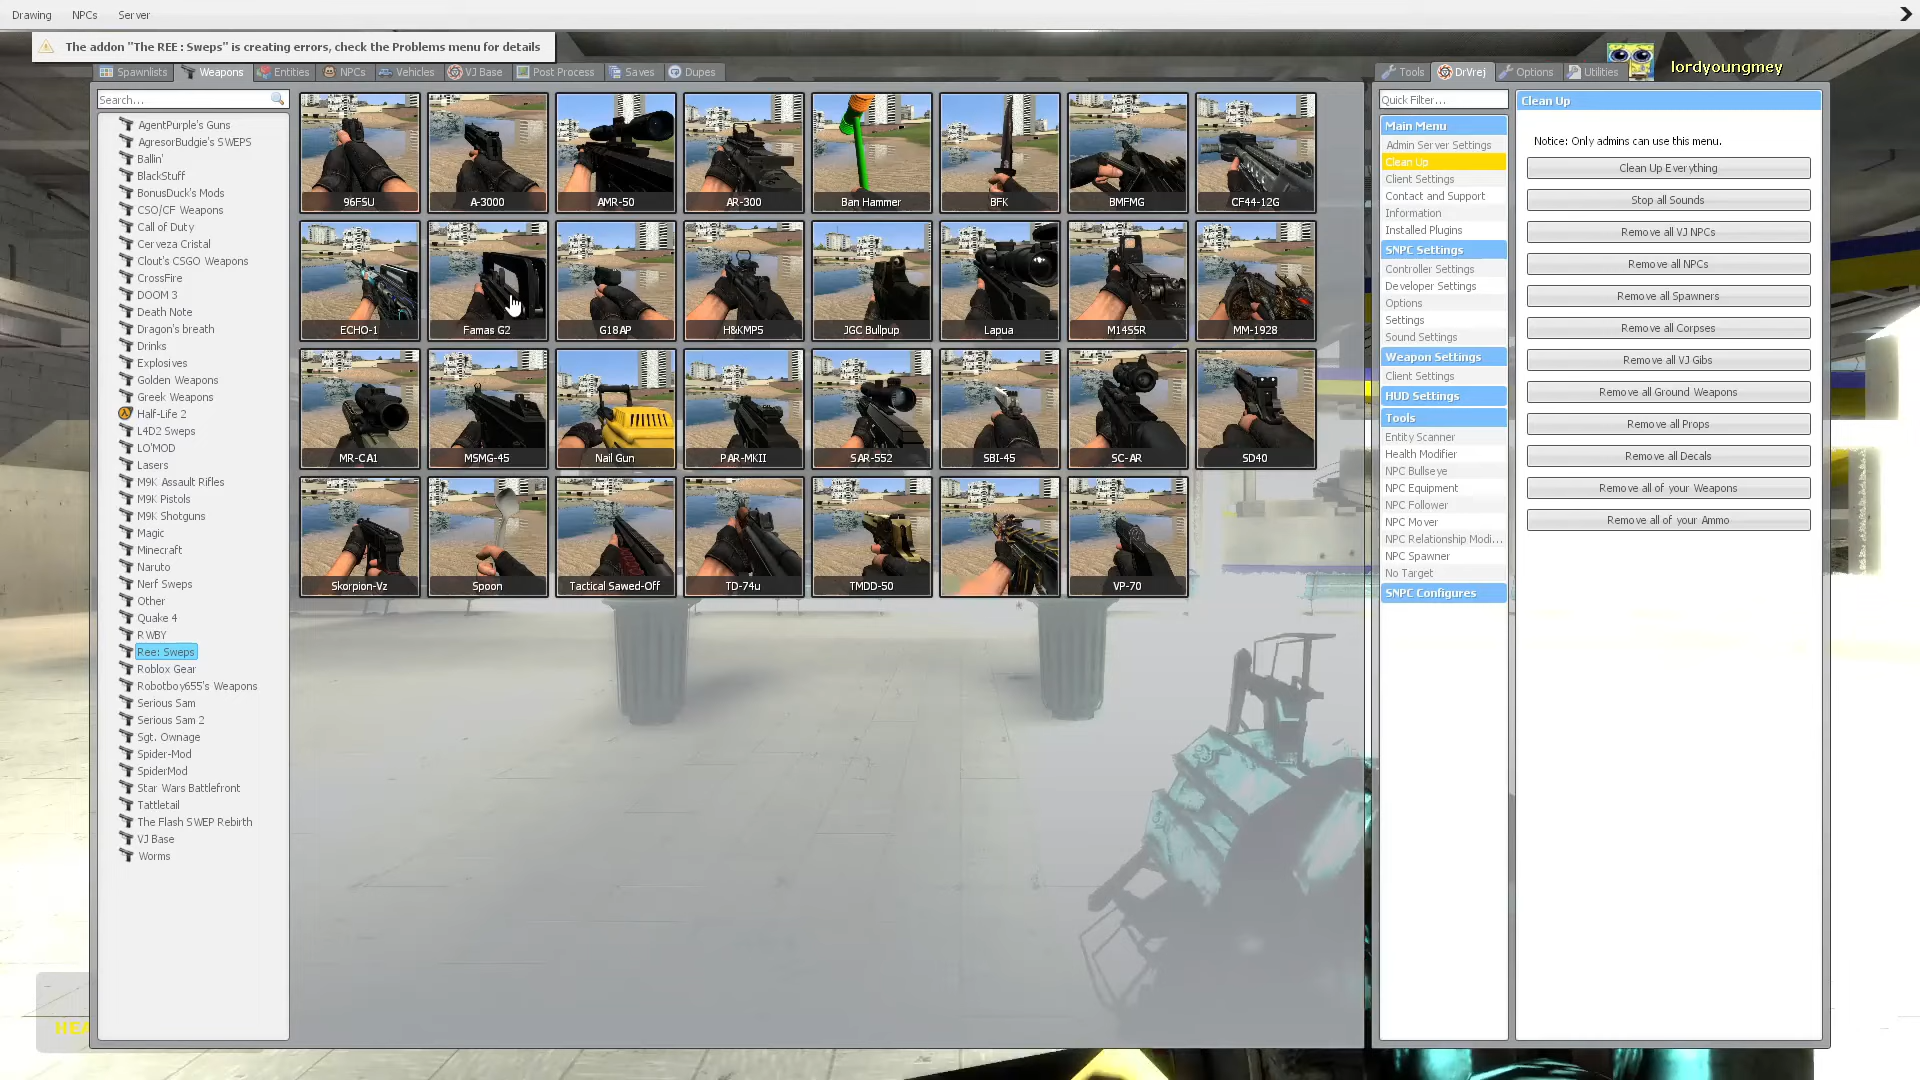 Drawing NPCs Server
The addon "The REE : Sweps" is creating errors, check the Problems menu for details
lordyoungmey
Spawnlists Weapons Entities NPCs Vehicles VJ Base Post Process Saves Dupes
Tools DrVrej Options Utilities
Search...
AgentPurple's Guns
AgresorBudgie's SWEPS
Ballin'
BlackStuff
BonusDuck's Mods
CSO/CF Weapons
Call of Duty
Cerveza Cristal
Clout's CSGO Weapons
CrossFire
DOOM 3
Death Note
Dragon's breath
Drinks
Explosives
Golden Weapons
Greek Weapons
Half-Life 2
L4D2 Sweps
LO'MOD
Lasers
M9K Assault Rifles
M9K Pistols
M9K Shotguns
Magic
Minecraft
Naruto
Nerf Sweps
Other
Quake 4
RWBY
Ree: Sweps
Roblox Gear
Robotboy655's Weapons
Serious Sam
Serious Sam 2
Sgt. Ownage
Spider-Mod
SpiderMod
Star Wars Battlefront
Tattletail
The Flash SWEP Rebirth
VJ Base
Worms
96FSU A-3000 AMR-50 AR-300 Ban Hammer BFK BMFMG CF44-12G
ECHO-1 Famas G2 G18AP H&KMP5 JGC Bullpup Lapua M145SR MM-1928
MR-CA1 MSMG-45 Nail Gun PAR-MKII SAR-552 SBI-45 SC-AR SD40
Skorpion-Vz Spoon Tactical Sawed-Off TD-74u TMDD-50 VP-70
Quick Filter...
Main Menu
Admin Server Settings
Clean Up
Client Settings
Contact and Support
Information
Installed Plugins
SNPC Settings
Controller Settings
Developer Settings
Options
Settings
Sound Settings
Weapon Settings
Client Settings
HUD Settings
Tools
Entity Scanner
Health Modifier
NPC Bullseye
NPC Equipment
NPC Follower
NPC Mover
NPC Relationship Modi...
NPC Spawner
No Target
SNPC Configures
Clean Up
Notice: Only admins can use this menu.
Clean Up Everything
Stop all Sounds
Remove all VJ NPCs
Remove all NPCs
Remove all Spawners
Remove all Corpses
Remove all VJ Gibs
Remove all Ground Weapons
Remove all Props
Remove all Decals
Remove all of your Weapons
Remove all of your Ammo
HEA